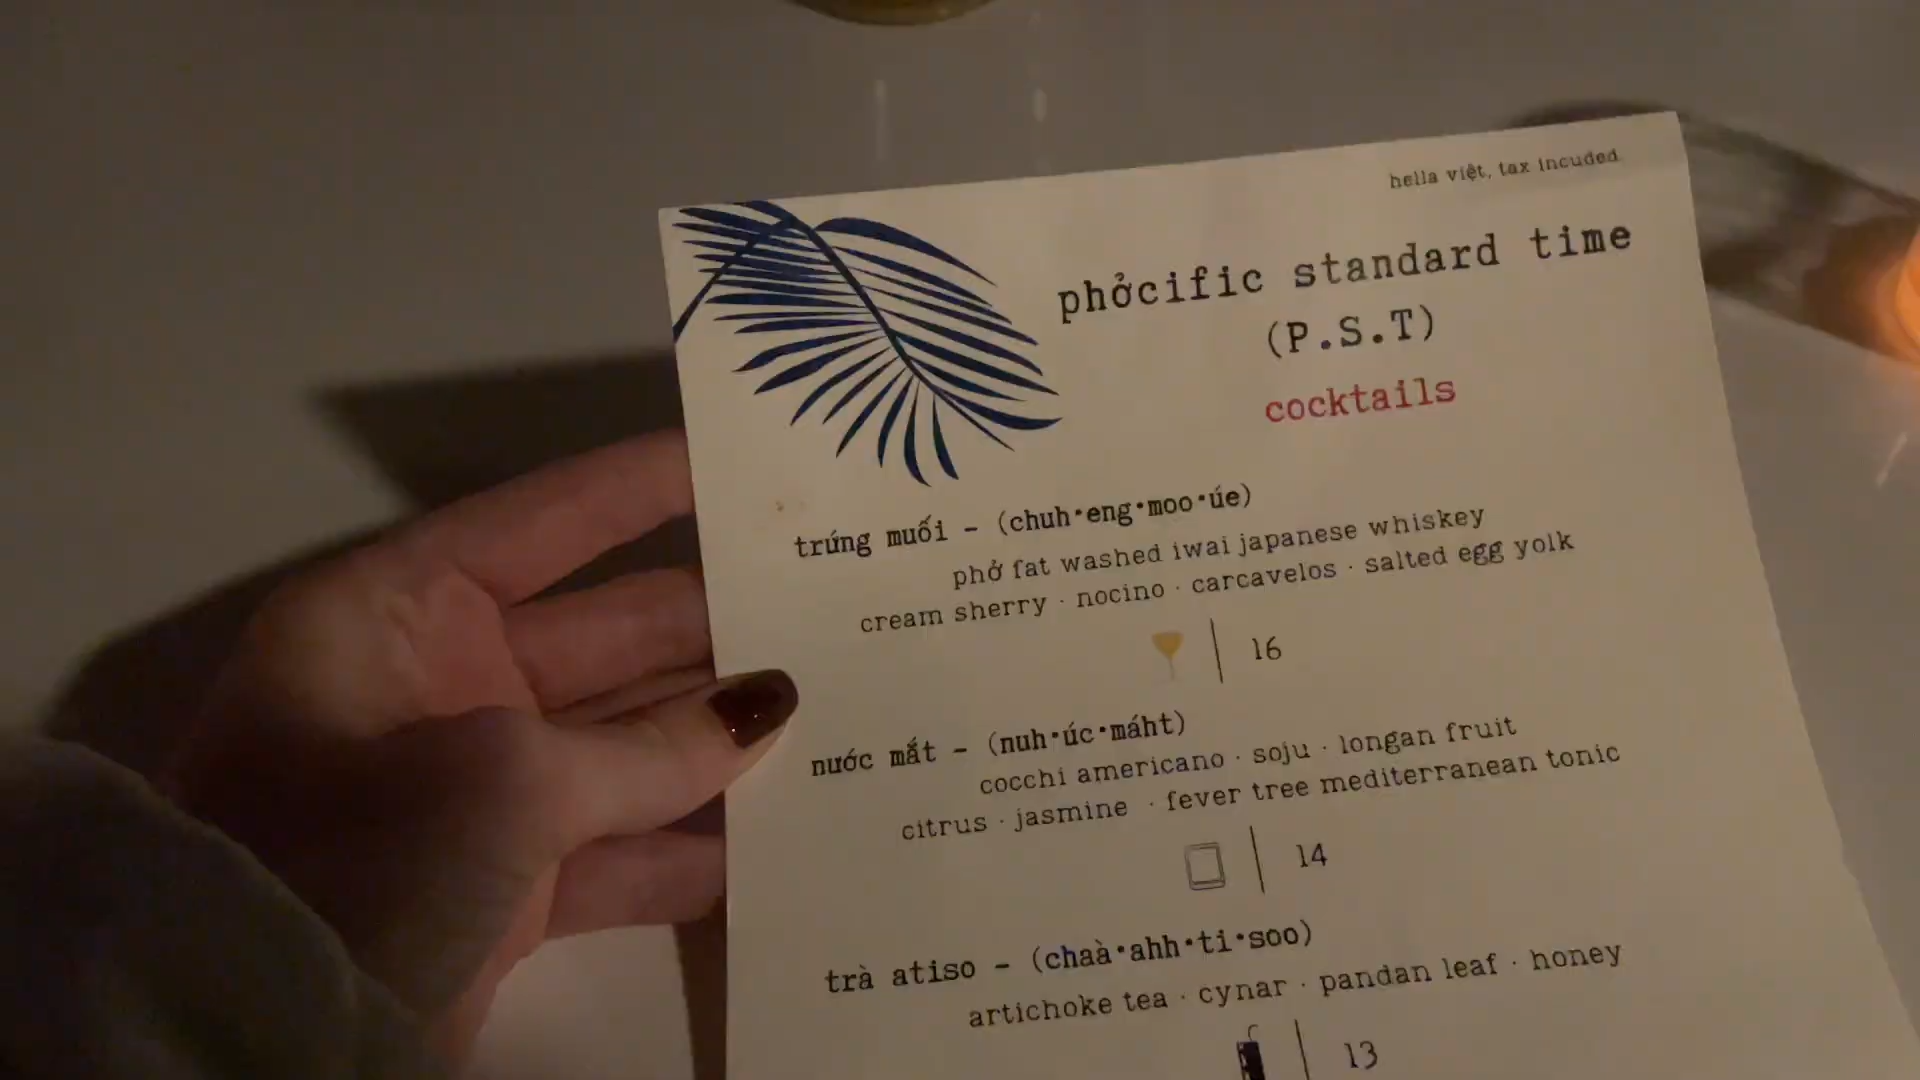 hella việt, tax incuded
phởcific standard time
(P.S.T)
cocktails
trứng muối - (chuh•eng•moo•úe)
phở fat washed iwai japanese whiskey
cream sherry · nocino · carcavelos · salted egg yolk
16
nước mắt - (nuh•úc•máht)
cocchi americano · soju · longan fruit
citrus · jasmine · fever tree mediterranean tonic
14
trà atiso - (chaà•ahh•ti•soo)
artichoke tea · cynar · pandan leaf · honey
13